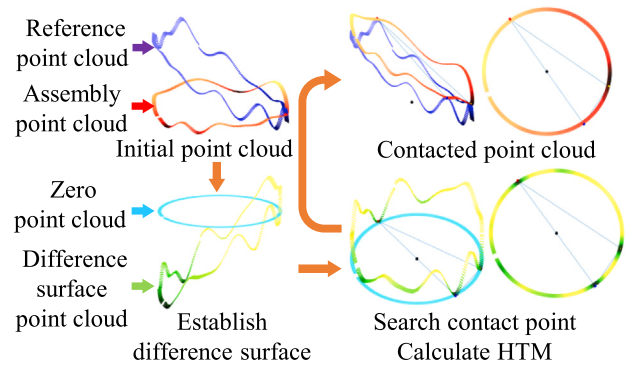 Reference
point cloud
Assembly
point cloud
Initial point cloud
Contacted point cloud
Zero
point cloud
Difference
surface
point cloud
Establish
difference surface
Search contact point
Calculate HTM